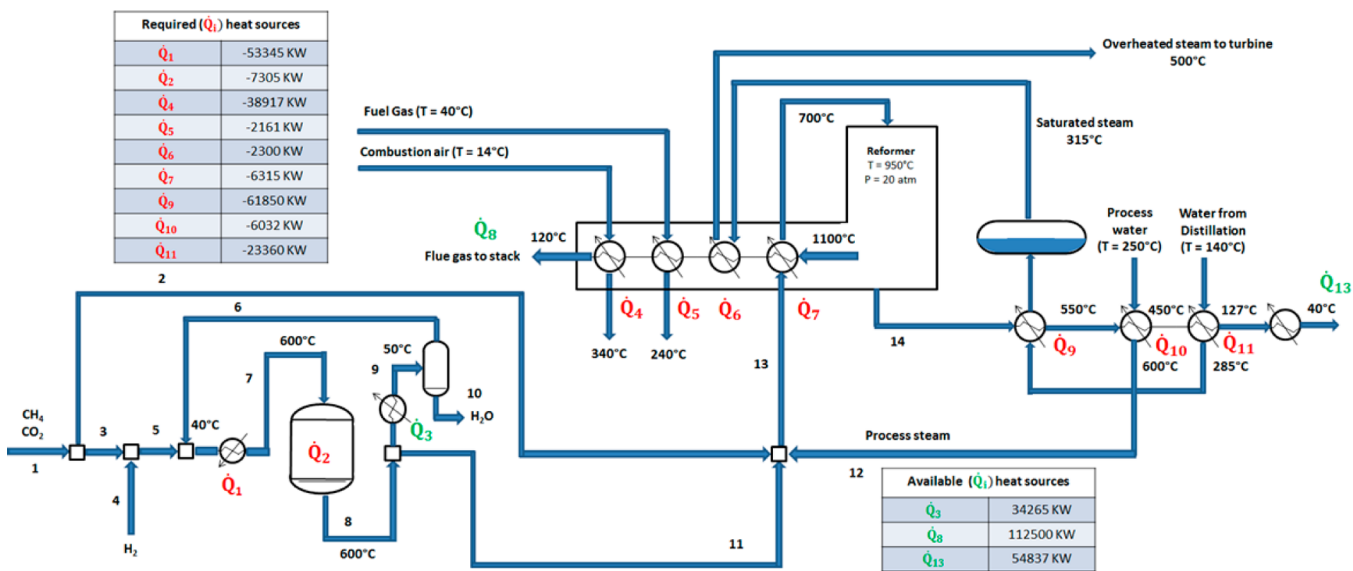 Required (Q̇i) heat sources
Q̇1 -53345 KW
Q̇2 -7305 KW
Q̇4 -38917 KW
Q̇5 -2161 KW
Q̇6 -2300 KW
Q̇7 -6315 KW
Q̇9 -61850 KW
Q̇10 -6032 KW
Q̇11 -23360 KW
Overheated steam to turbine
500°C
Fuel Gas (T = 40°C)
Combustion air (T = 14°C)
700°C
Reformer
T = 950°C
P = 20 atm
Saturated steam
315°C
Process
water
(T = 250°C)
Water from
Distillation
(T = 140°C)
Q̇8
120°C
Flue gas to stack
1100°C
Q̇4
Q̇5
Q̇6
Q̇7
340°C
240°C
Q̇13
550°C
450°C
127°C
40°C
Q̇9
Q̇10
Q̇11
600°C
285°C
14
13
2
6
600°C
50°C
7
9
10
H2O
Q̇3
CH4
CO2
1
3
5
40°C
Q̇1
Q̇2
4
H2
8
600°C
11
Process steam
12
Available (Q̇i) heat sources
Q̇3 34265 KW
Q̇8 112500 KW
Q̇13 54837 KW